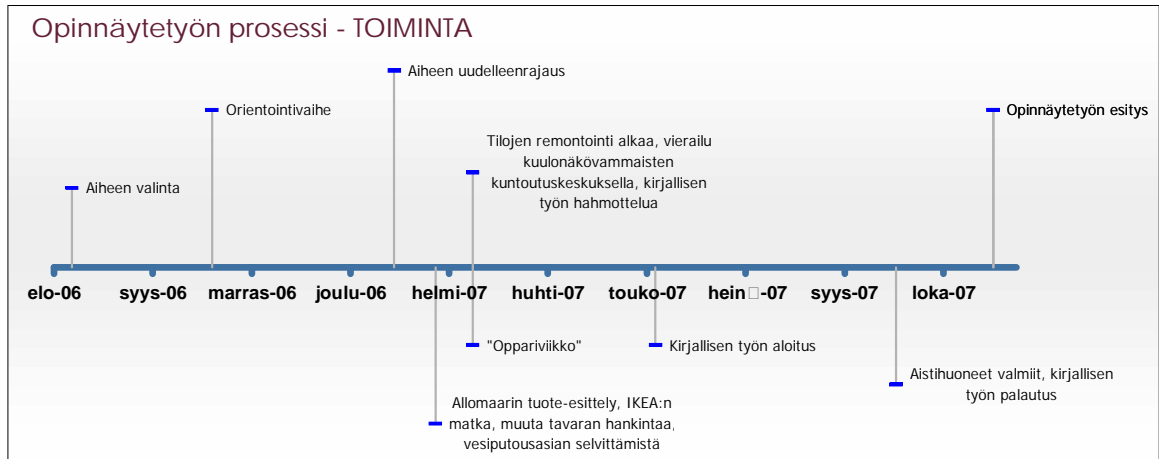 Opinnäytetyön prosessi - TOIMINTA
Aiheen uudelleenrajaus
Orientointivaihe
Opinnäytetyön esitys
Tilojen remontointi alkaa, vierailu
kuulonäkövammaisten
kuntoutuskeskuksella, kirjallisen
työn hahmottelua
Aiheen valinta
elo-06 syys-06 marras-06 joulu-06 helmi-07 huhti-07 touko-07 hein□-07 syys-07 loka-07
"Oppariviikko"
Kirjallisen työn aloitus
Aistihuoneet valmiit, kirjallisen
työn palautus
Allomaarin tuote-esittely, IKEA:n
matka, muuta tavaran hankintaa,
vesiputousasian selvittämistä